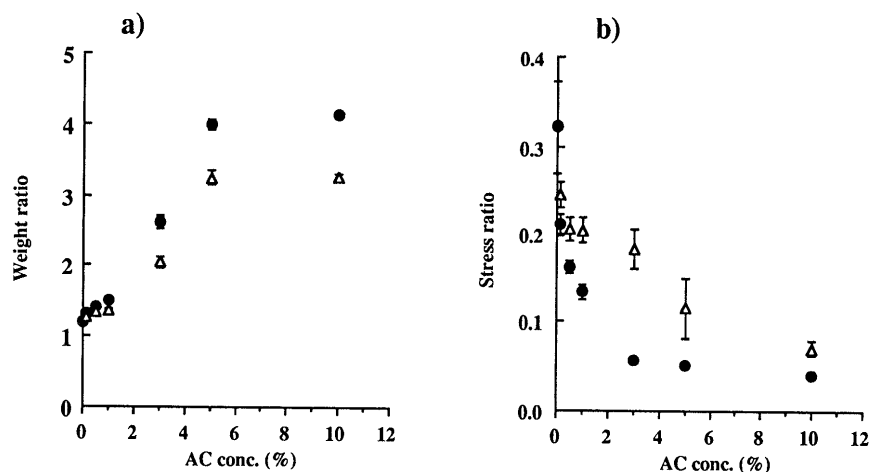 a)
5
4
3
2
1
0
Weight ratio
0 2 4 6 8 10 12
AC conc. (%)
b)
0.4
0.3
0.2
0.1
0.0
Stress ratio
0 2 4 6 8 10 12
AC conc. (%)